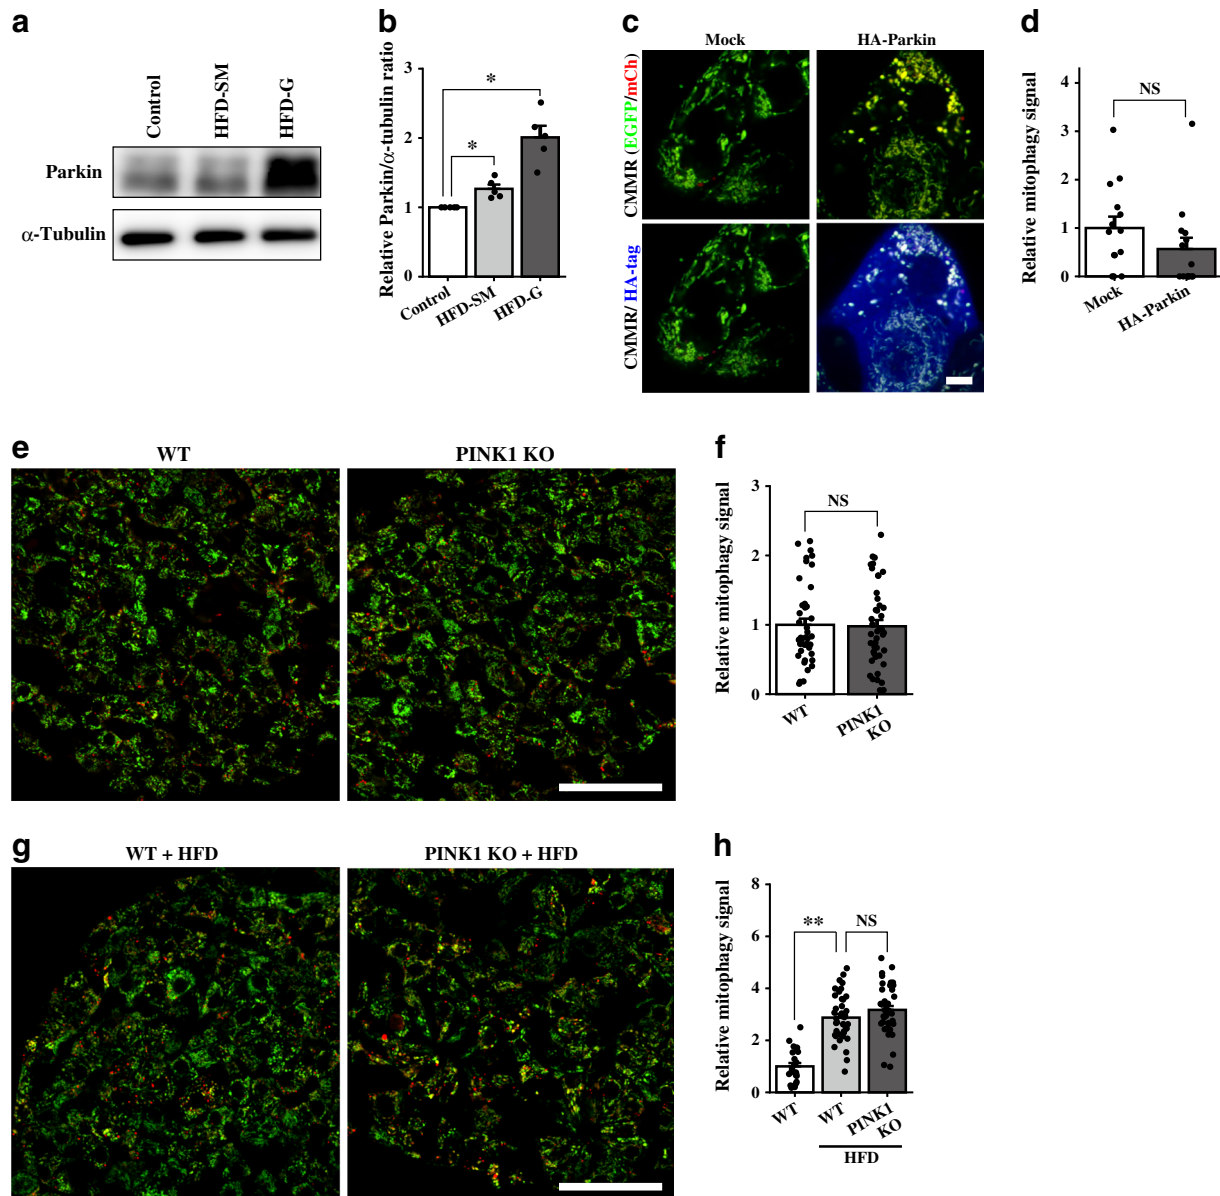 a
Control
HFD-SM
HFD-G
Parkin
α-Tubulin
b
Relative Parkin/α-tubulin ratio
3
2
1
0
*
*
Control
HFD-SM
HFD-G
c
Mock
HA-Parkin
CMMR (EGFP/mCh)
CMMR/ HA-tag
d
Relative mitophagy signal
4
3
2
1
0
NS
Mock
HA-Parkin
e
WT
PINK1 KO
f
Relative mitophagy signal
3
2
1
0
NS
WT
PINK1
KO
g
WT + HFD
PINK1 KO + HFD
h
Relative mitophagy signal
8
6
4
2
0
**
NS
WT
WT
PINK1
KO
HFD